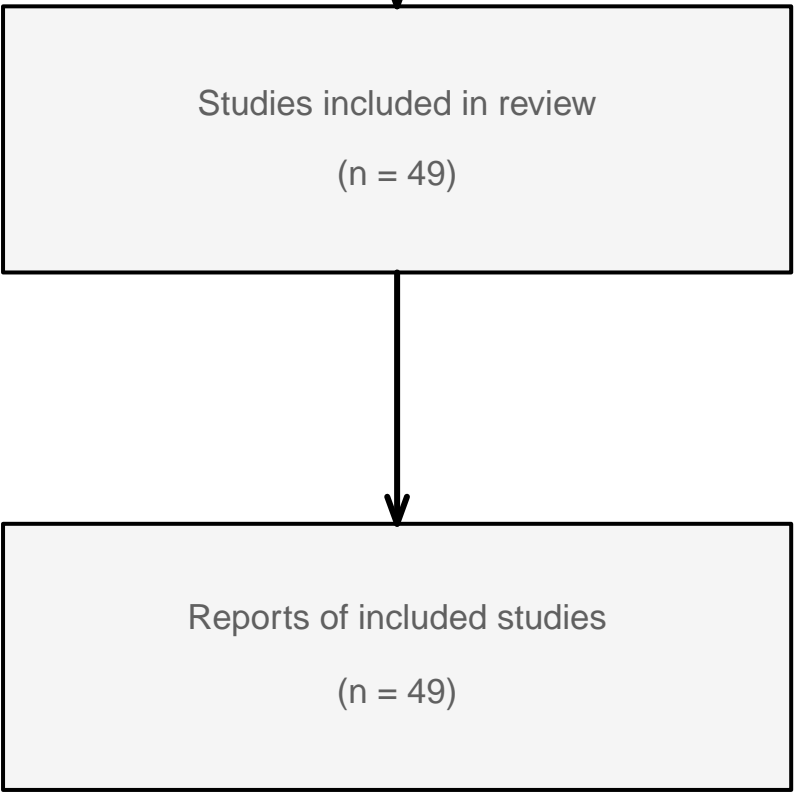 Studies included in review
(n = 49)
Reports of included studies
(n = 49)